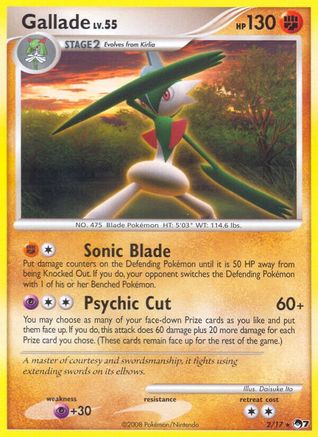 Gallade LV.55
HP 130
STAGE2 Evolves from Kirlia
NO. 475 Blade Pokémon HT: 5'03" WT: 114.6 lbs.
Sonic Blade
Put damage counters on the Defending Pokémon until it is 50 HP away from
being Knocked Out. If you do, your opponent switches the Defending Pokémon
with 1 of his or her Benched Pokémon.
Psychic Cut 60+
You may choose as many of your face-down Prize cards as you like and put
them face up. If you do, this attack does 60 damage plus 20 more damage for each
Prize card you chose. (These cards remain face up for the rest of the game.)
A master of courtesy and swordsmanship, it fights using
extending swords on its elbows.
Illus. Daisuke Ito
weakness resistance retreat cost
+30
©2008 Pokémon/Nintendo
2/17 ★ 7